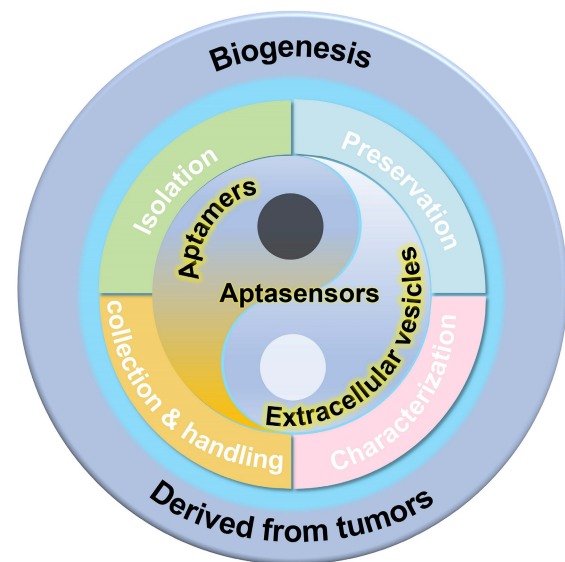 Biogenesis
Isolation
Preservation
Aptamers
Aptasensors
Extracellular vesicles
collection & handling
Characterization
Derived from tumors